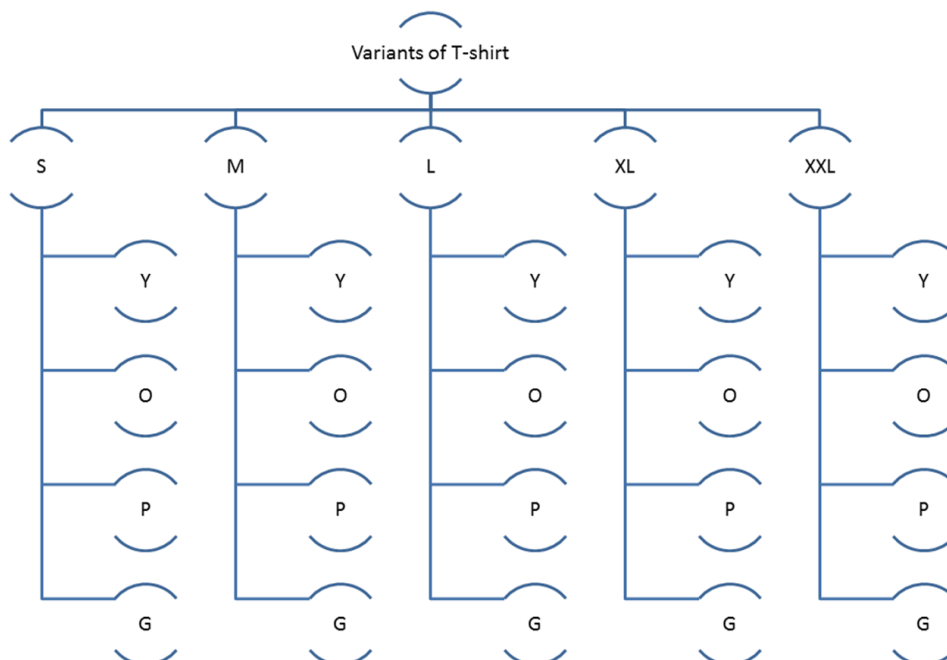 Variants of T-shirt
S M L XL XXL
Y Y Y Y Y
O O O O O
P P P P P
G G G G G